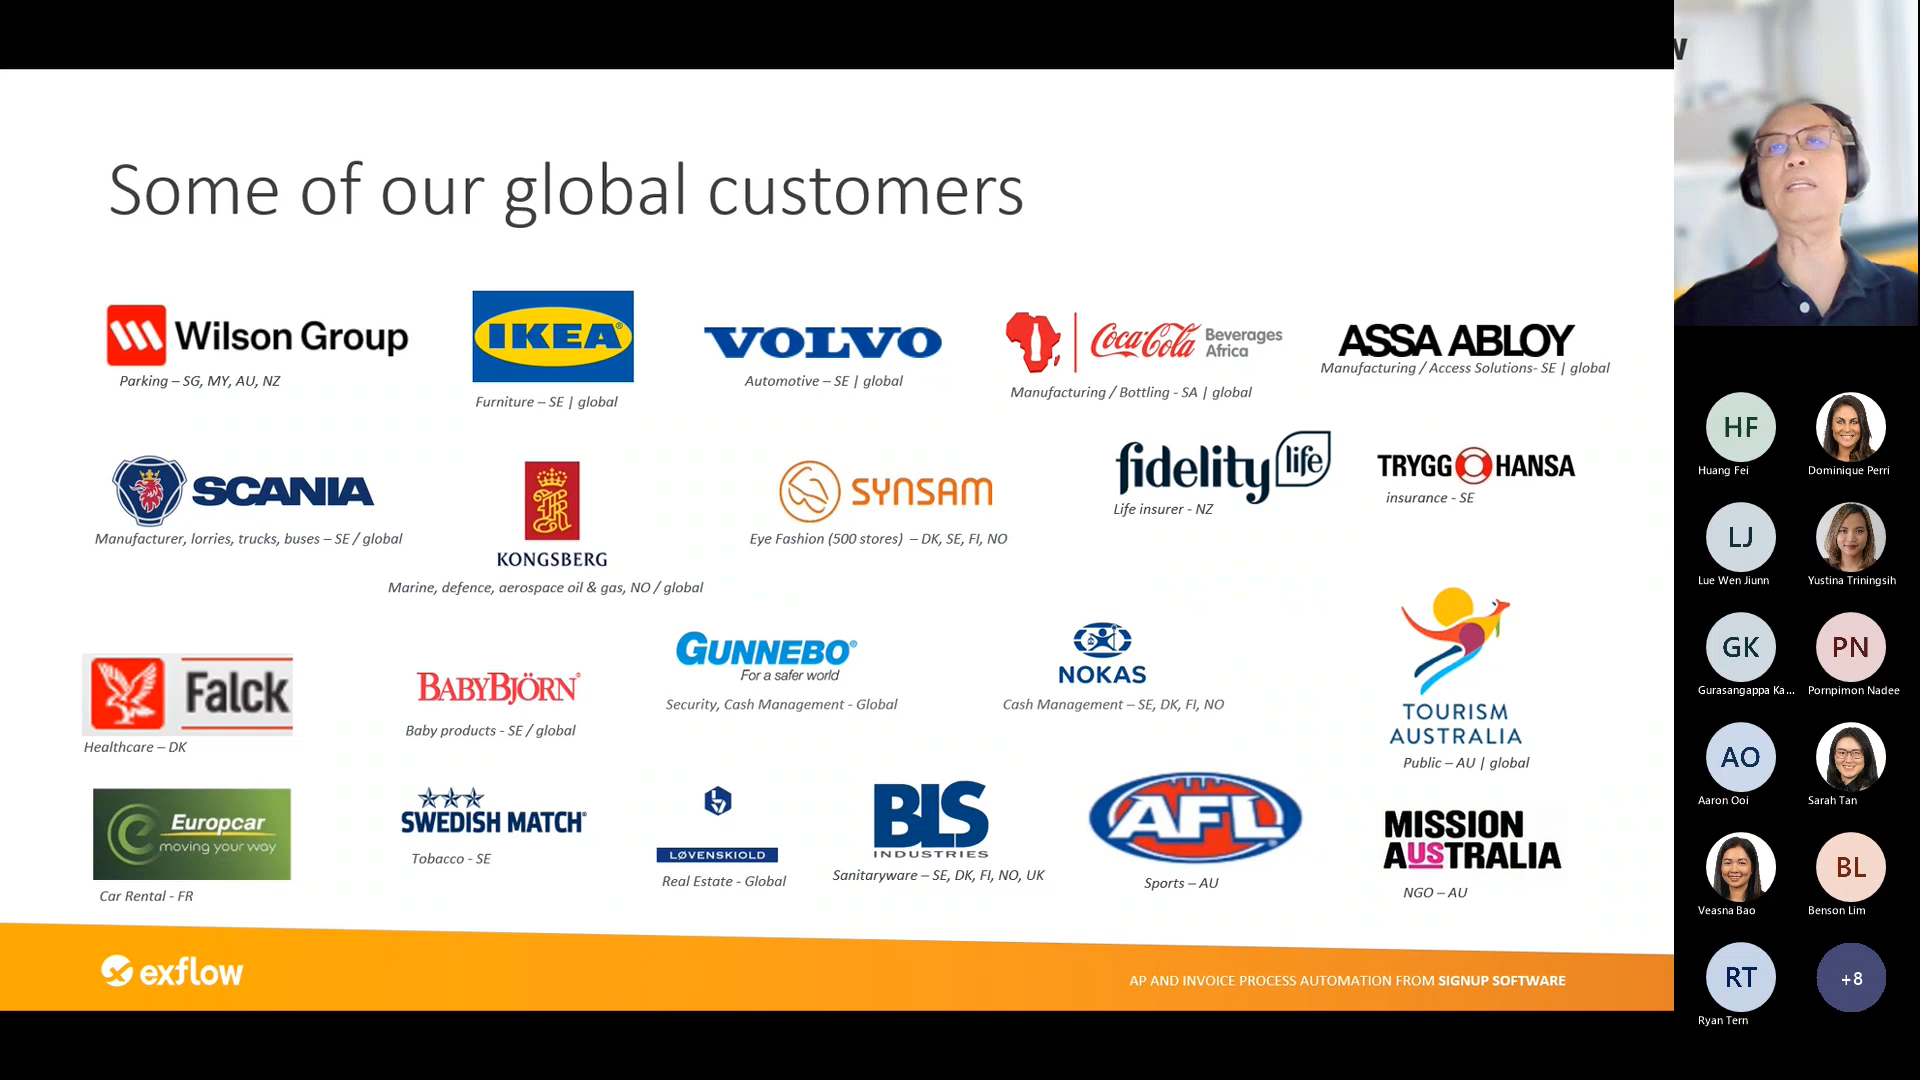 Some of our global customers
Wilson Group
Parking – SG, MY, AU, NZ
IKEA®
Furniture – SE | global
VOLVO
Automotive – SE | global
Coca-Cola Beverages
Africa
Manufacturing / Bottling - SA | global
ASSA ABLOY
Manufacturing / Access Solutions- SE | global
SCANIA
Manufacturer, lorries, trucks, buses – SE / global
KONGSBERG
Marine, defence, aerospace oil & gas, NO / global
SYNSAM
Eye Fashion (500 stores) – DK, SE, FI, NO
fidelity life
Life insurer - NZ
TRYGG HANSA
insurance - SE
Falck
Healthcare – DK
BABYBJÖRN®
Baby products - SE / global
GUNNEBO®
For a safer world
Security, Cash Management - Global
NOKAS
Cash Management – SE, DK, FI, NO
TOURISM
AUSTRALIA
Public – AU | global
Europcar
moving your way
Car Rental - FR
SWEDISH MATCH®
Tobacco - SE
LØVENSKIOLD
Real Estate - Global
BLS
INDUSTRIES
Sanitaryware – SE, DK, FI, NO, UK
AFL
Sports – AU
MISSION
AUSTRALIA
NGO – AU
exflow
AP AND INVOICE PROCESS AUTOMATION FROM SIGNUP SOFTWARE
w
HF
Huang Fei
Dominique Perri
LJ
Lue Wen Jiunn
Yustina Triningsih
GK
Gurasangappa Ka...
PN
Pornpimon Nadee
AO
Aaron Ooi
Sarah Tan
Veasna Bao
BL
Benson Lim
RT
Ryan Tern
+8